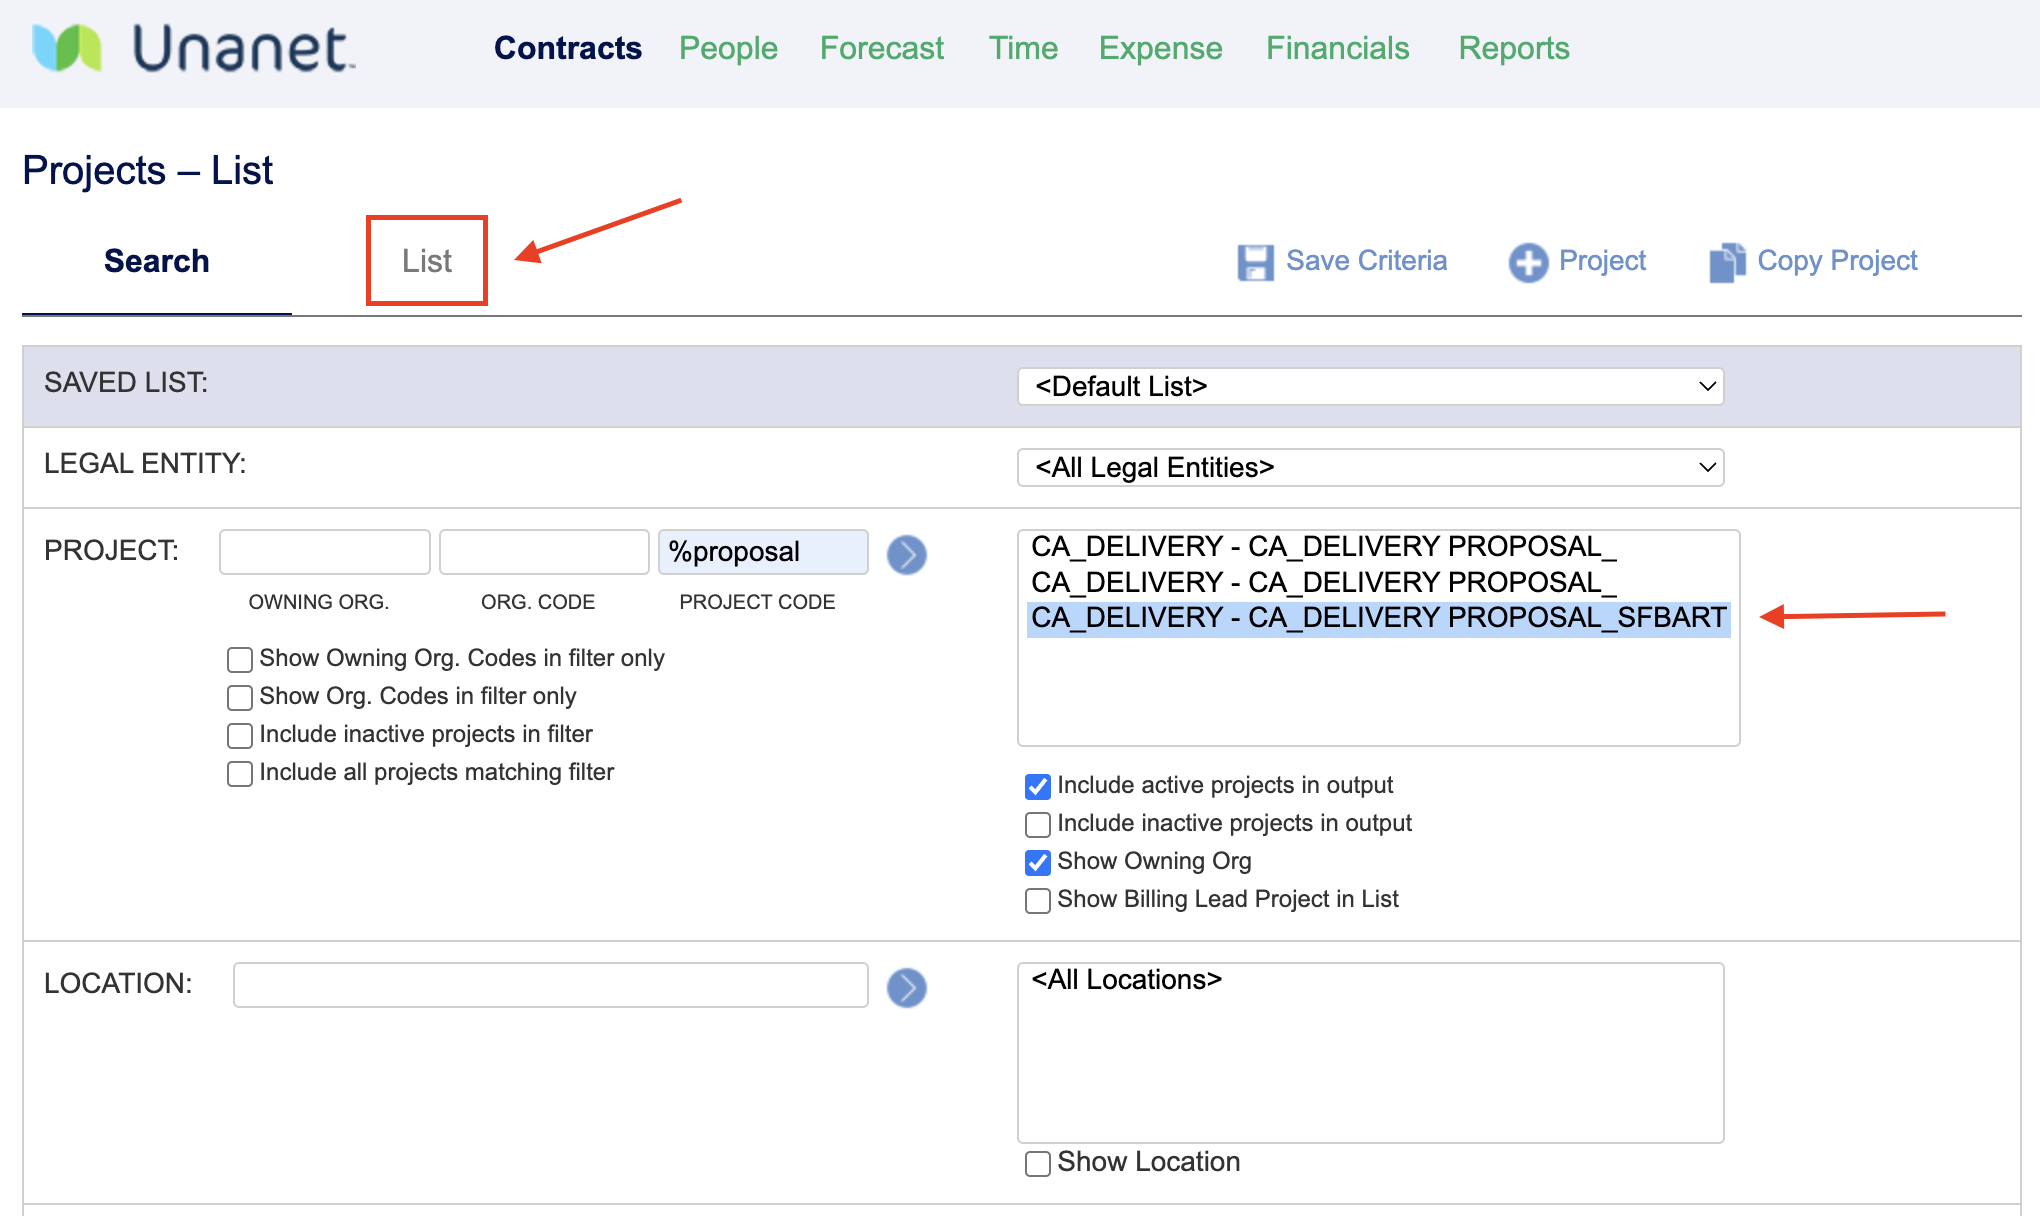 Unanet™
Contracts People Forecast Time Expense Financials Reports
Projects – List
Search List Save Criteria Project Copy Project
SAVED LIST: <Default List>
LEGAL ENTITY: <All Legal Entities>
PROJECT: %proposal
OWNING ORG. ORG. CODE PROJECT CODE
Show Owning Org. Codes in filter only
Show Org. Codes in filter only
Include inactive projects in filter
Include all projects matching filter
CA_DELIVERY - CA_DELIVERY PROPOSAL_
CA_DELIVERY - CA_DELIVERY PROPOSAL_
CA_DELIVERY - CA_DELIVERY PROPOSAL_SFBART
Include active projects in output
Include inactive projects in output
Show Owning Org
Show Billing Lead Project in List
LOCATION: <All Locations>
Show Location